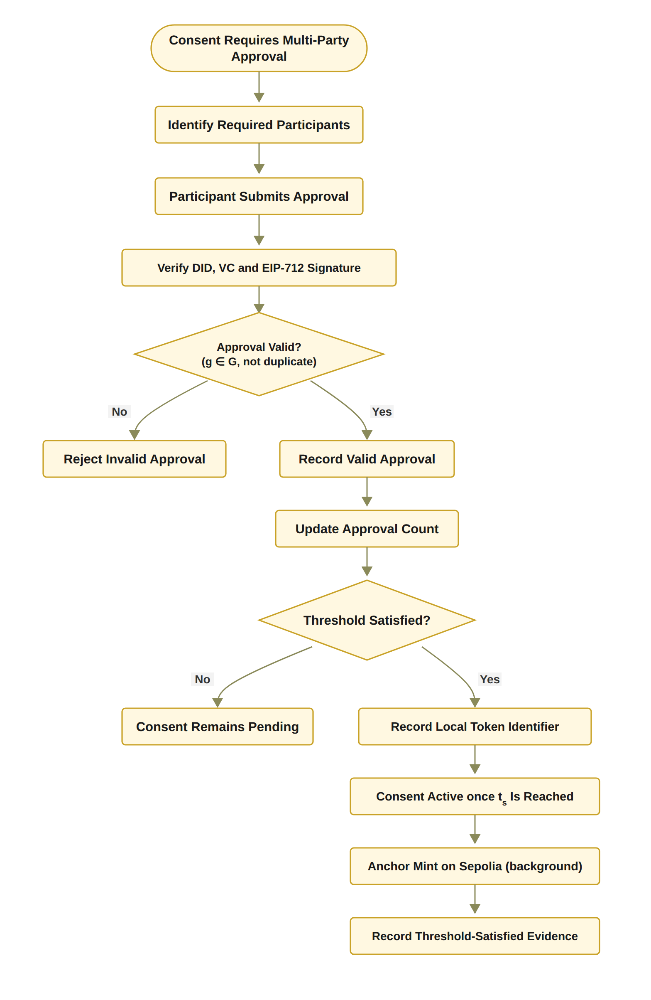 Consent Requires Multi-Party
Approval
Identify Required Participants
Participant Submits Approval
Verify DID, VC and EIP-712 Signature
Approval Valid?
(g ∈ G, not duplicate)
No
Yes
Reject Invalid Approval
Record Valid Approval
Update Approval Count
Threshold Satisfied?
No
Yes
Consent Remains Pending
Record Local Token Identifier
Consent Active once ts Is Reached
Anchor Mint on Sepolia (background)
Record Threshold-Satisfied Evidence